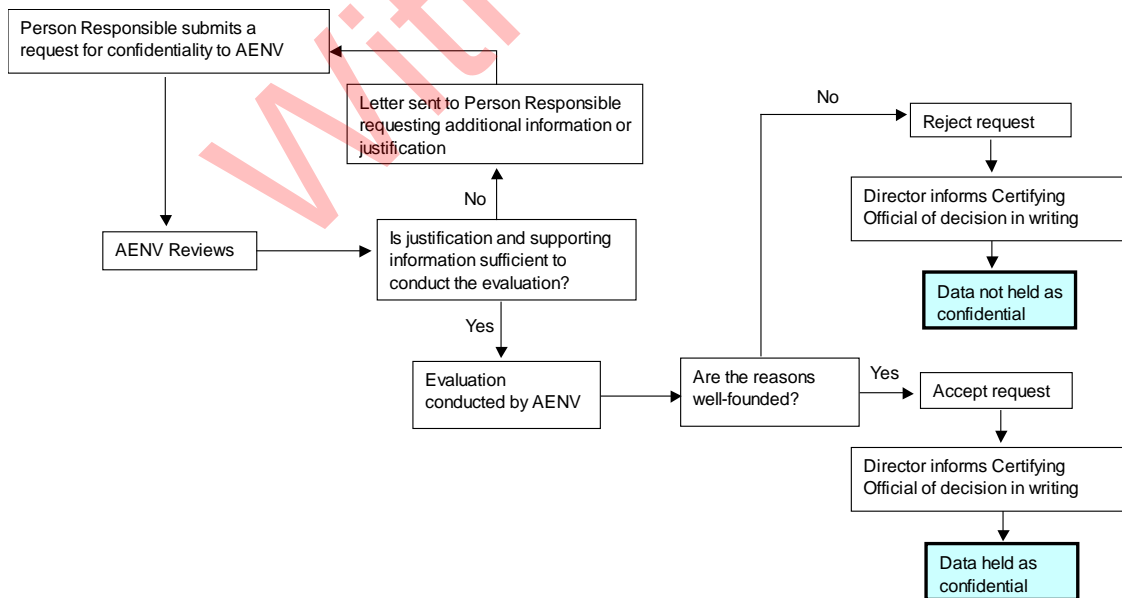 Person Responsible submits a
request for confidentiality to AENV
Letter sent to Person Responsible
requesting additional information or
justification
No
AENV Reviews
Is justification and supporting
information sufficient to
conduct the evaluation?
Yes
Evaluation
conducted by AENV
Are the reasons
well-founded?
No
Reject request
Director informs Certifying
Official of decision in writing
Data not held as
confidential
Yes
Accept request
Director informs Certifying
Official of decision in writing
Data held as
confidential